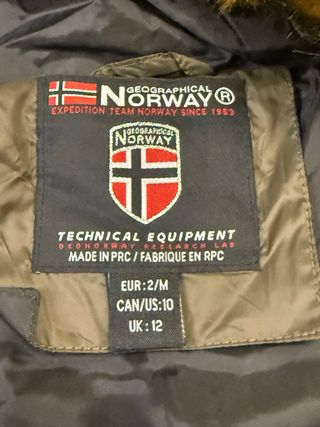 GEOGRAPHICAL
NORWAY®
EXPEDITION TEAM NORWAY SINCE 1953
GEOGRAPHICAL
NORWAY
TECHNICAL EQUIPMENT
GEONORWAY RESEARCH LAB
MADE IN PRC / FABRIQUE EN RPC
EUR: 2/M
CAN/US: 10
UK: 12